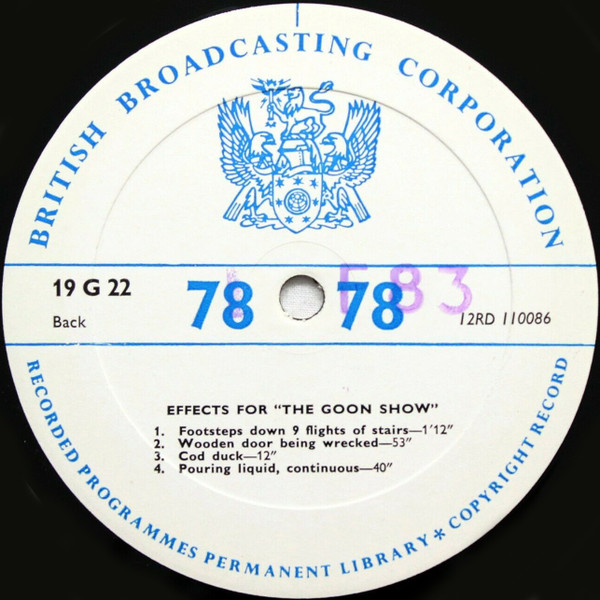 BRITISH BROADCASTING CORPORATION
19 G 22
Back
78 78
F83
12RD 110086
EFFECTS FOR "THE GOON SHOW"
1. Footsteps down 9 flights of stairs—1'12"
2. Wooden door being wrecked—53"
3. Cod duck—12"
4. Pouring liquid, continuous—40"
RECORDED PROGRAMMES PERMANENT LIBRARY * COPYRIGHT RECORD